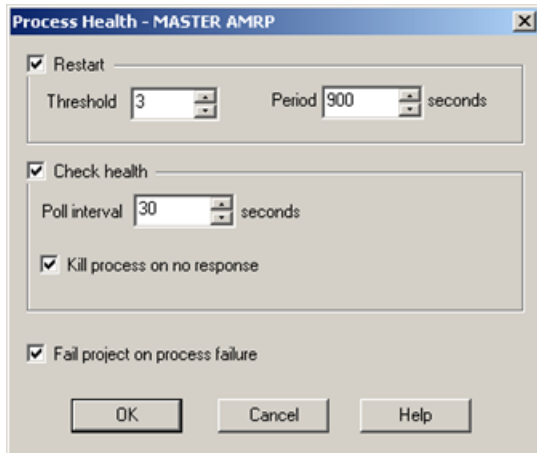 Process Health - MASTER AMRP
Restart
Threshold 3 Period 900 seconds
Check health
Poll interval 30 seconds
Kill process on no response
Fail project on process failure
OK Cancel Help